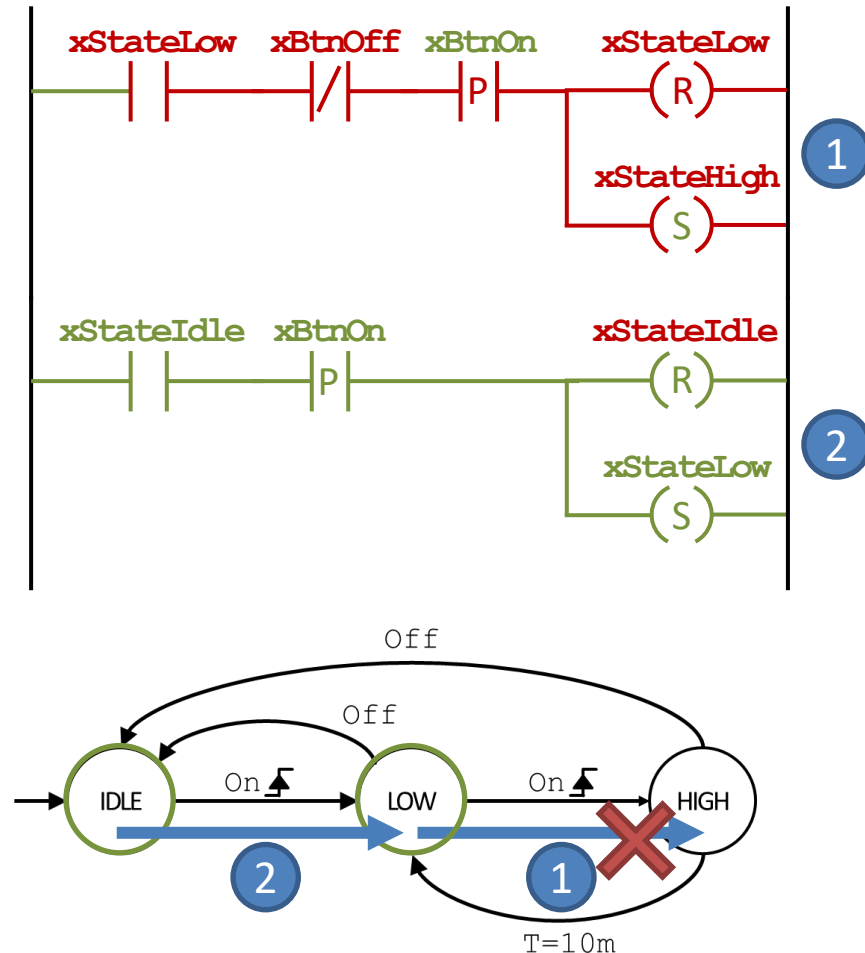 xStateLow xBtnOff xBtnOn xStateLow
P R
1
xStateHigh
S
xStateIdle xBtnOn xStateIdle
P R
2
xStateLow
S
Off
Off
On On
IDLE LOW HIGH
2 1
T=10m